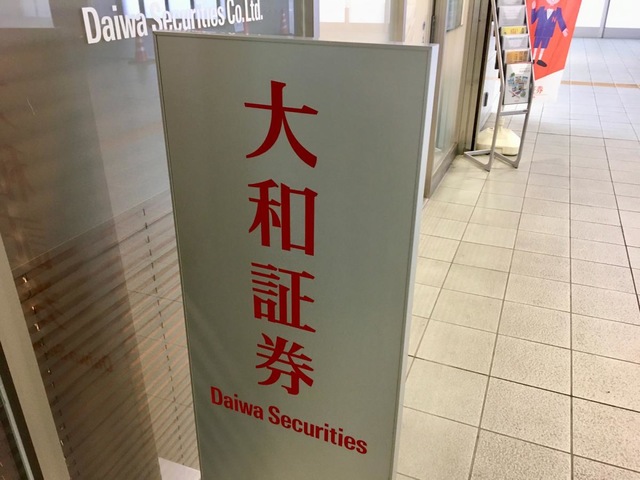 Daiwa Securities Co. Ltd.
大和証券
Daiwa Securities